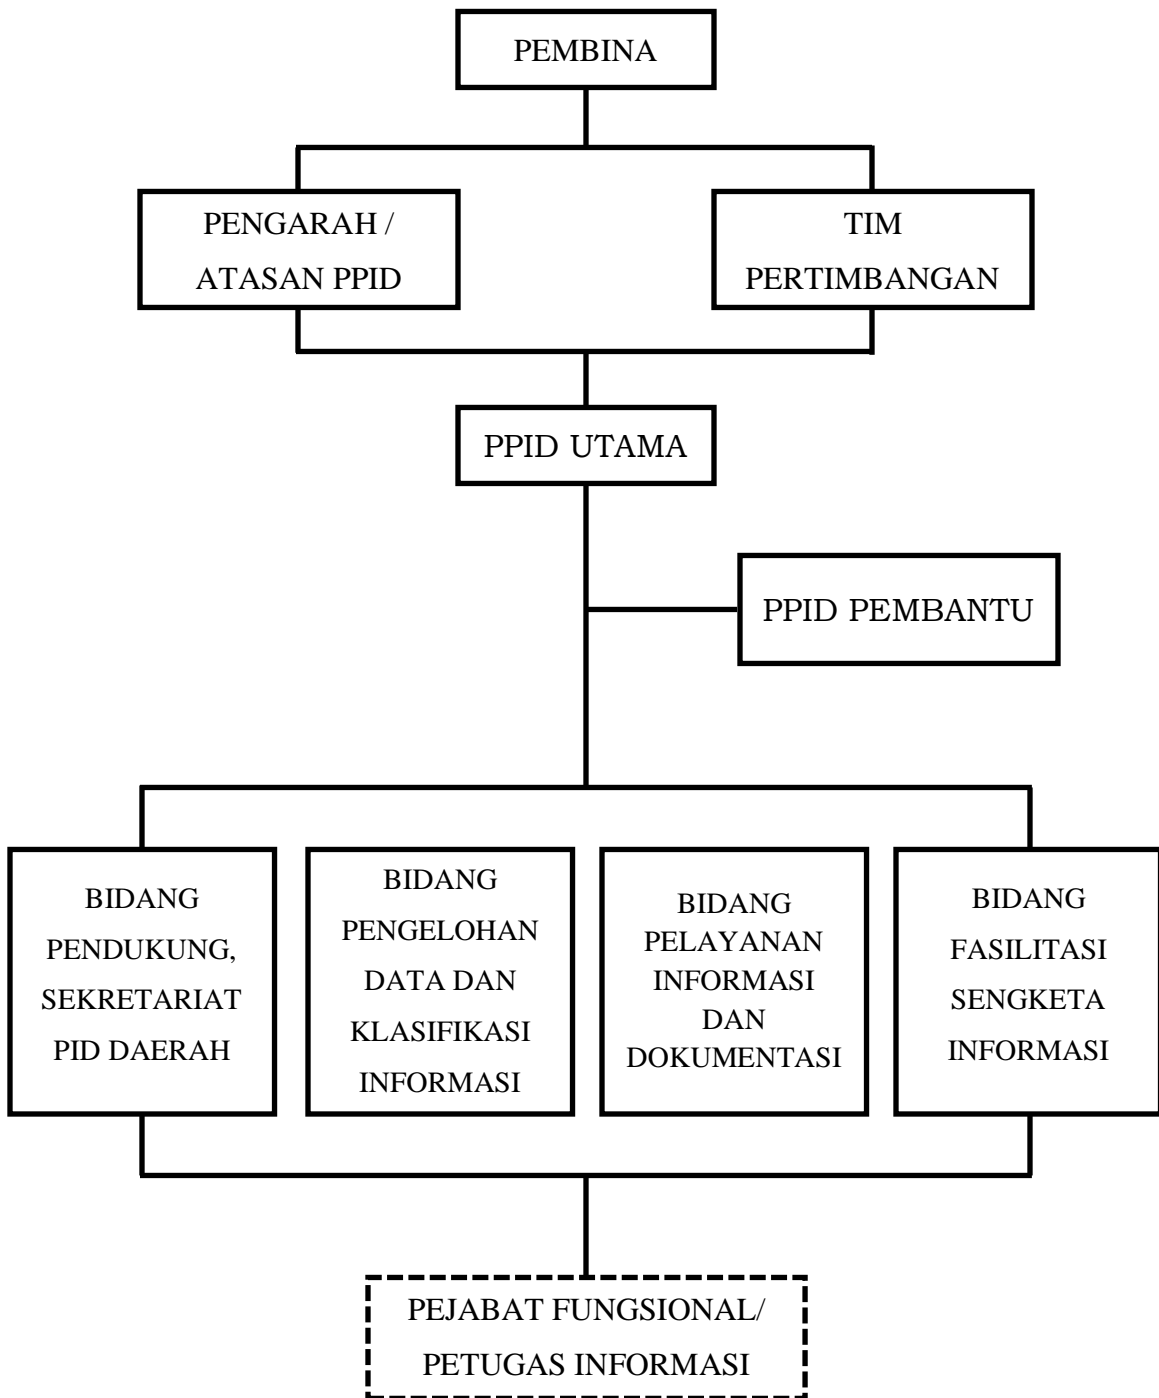 PEMBINA
PENGARAH /
ATASAN PPID
TIM
PERTIMBANGAN
PPID UTAMA
PPID PEMBANTU
BIDANG
PENDUKUNG,
SEKRETARIAT
PID DAERAH
BIDANG
PENGELOHAN
DATA DAN
KLASIFIKASI
INFORMASI
BIDANG
PELAYANAN
INFORMASI
DAN
DOKUMENTASI
BIDANG
FASILITASI
SENGKETA
INFORMASI
PEJABAT FUNGSIONAL/
PETUGAS INFORMASI